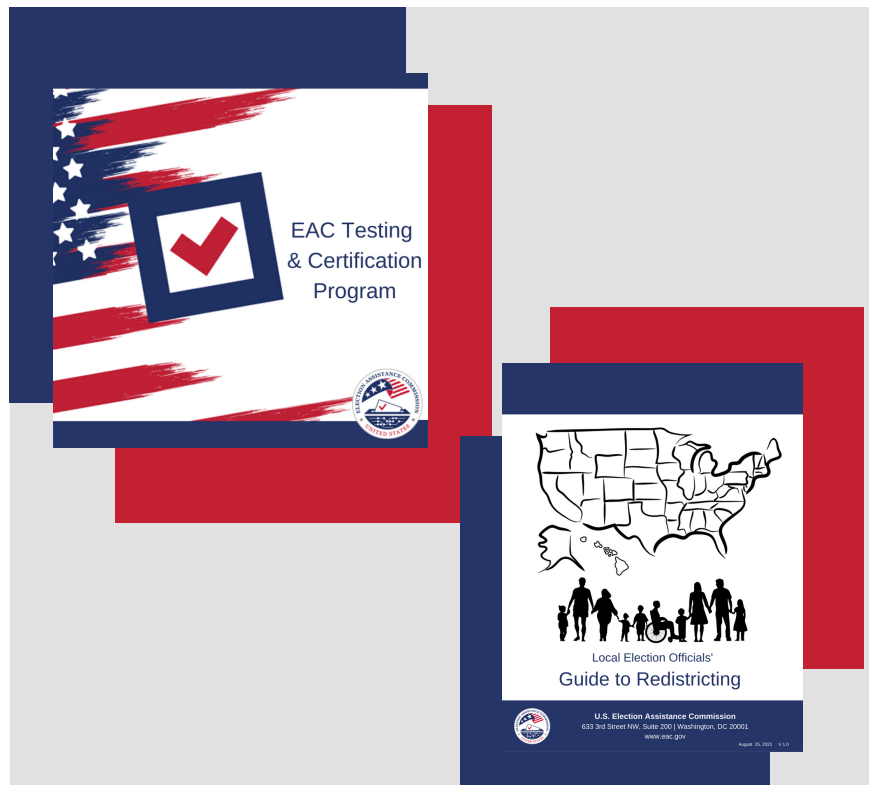 EAC Testing
& Certification
Program
ELECTION ASSISTANCE COMMISSION
UNITED STATES
Local Election Officials'
Guide to Redistricting
U.S. Election Assistance Commission
633 3rd Street NW, Suite 200 | Washington, DC 20001
www.eac.gov
August 25, 2021 V 1.0